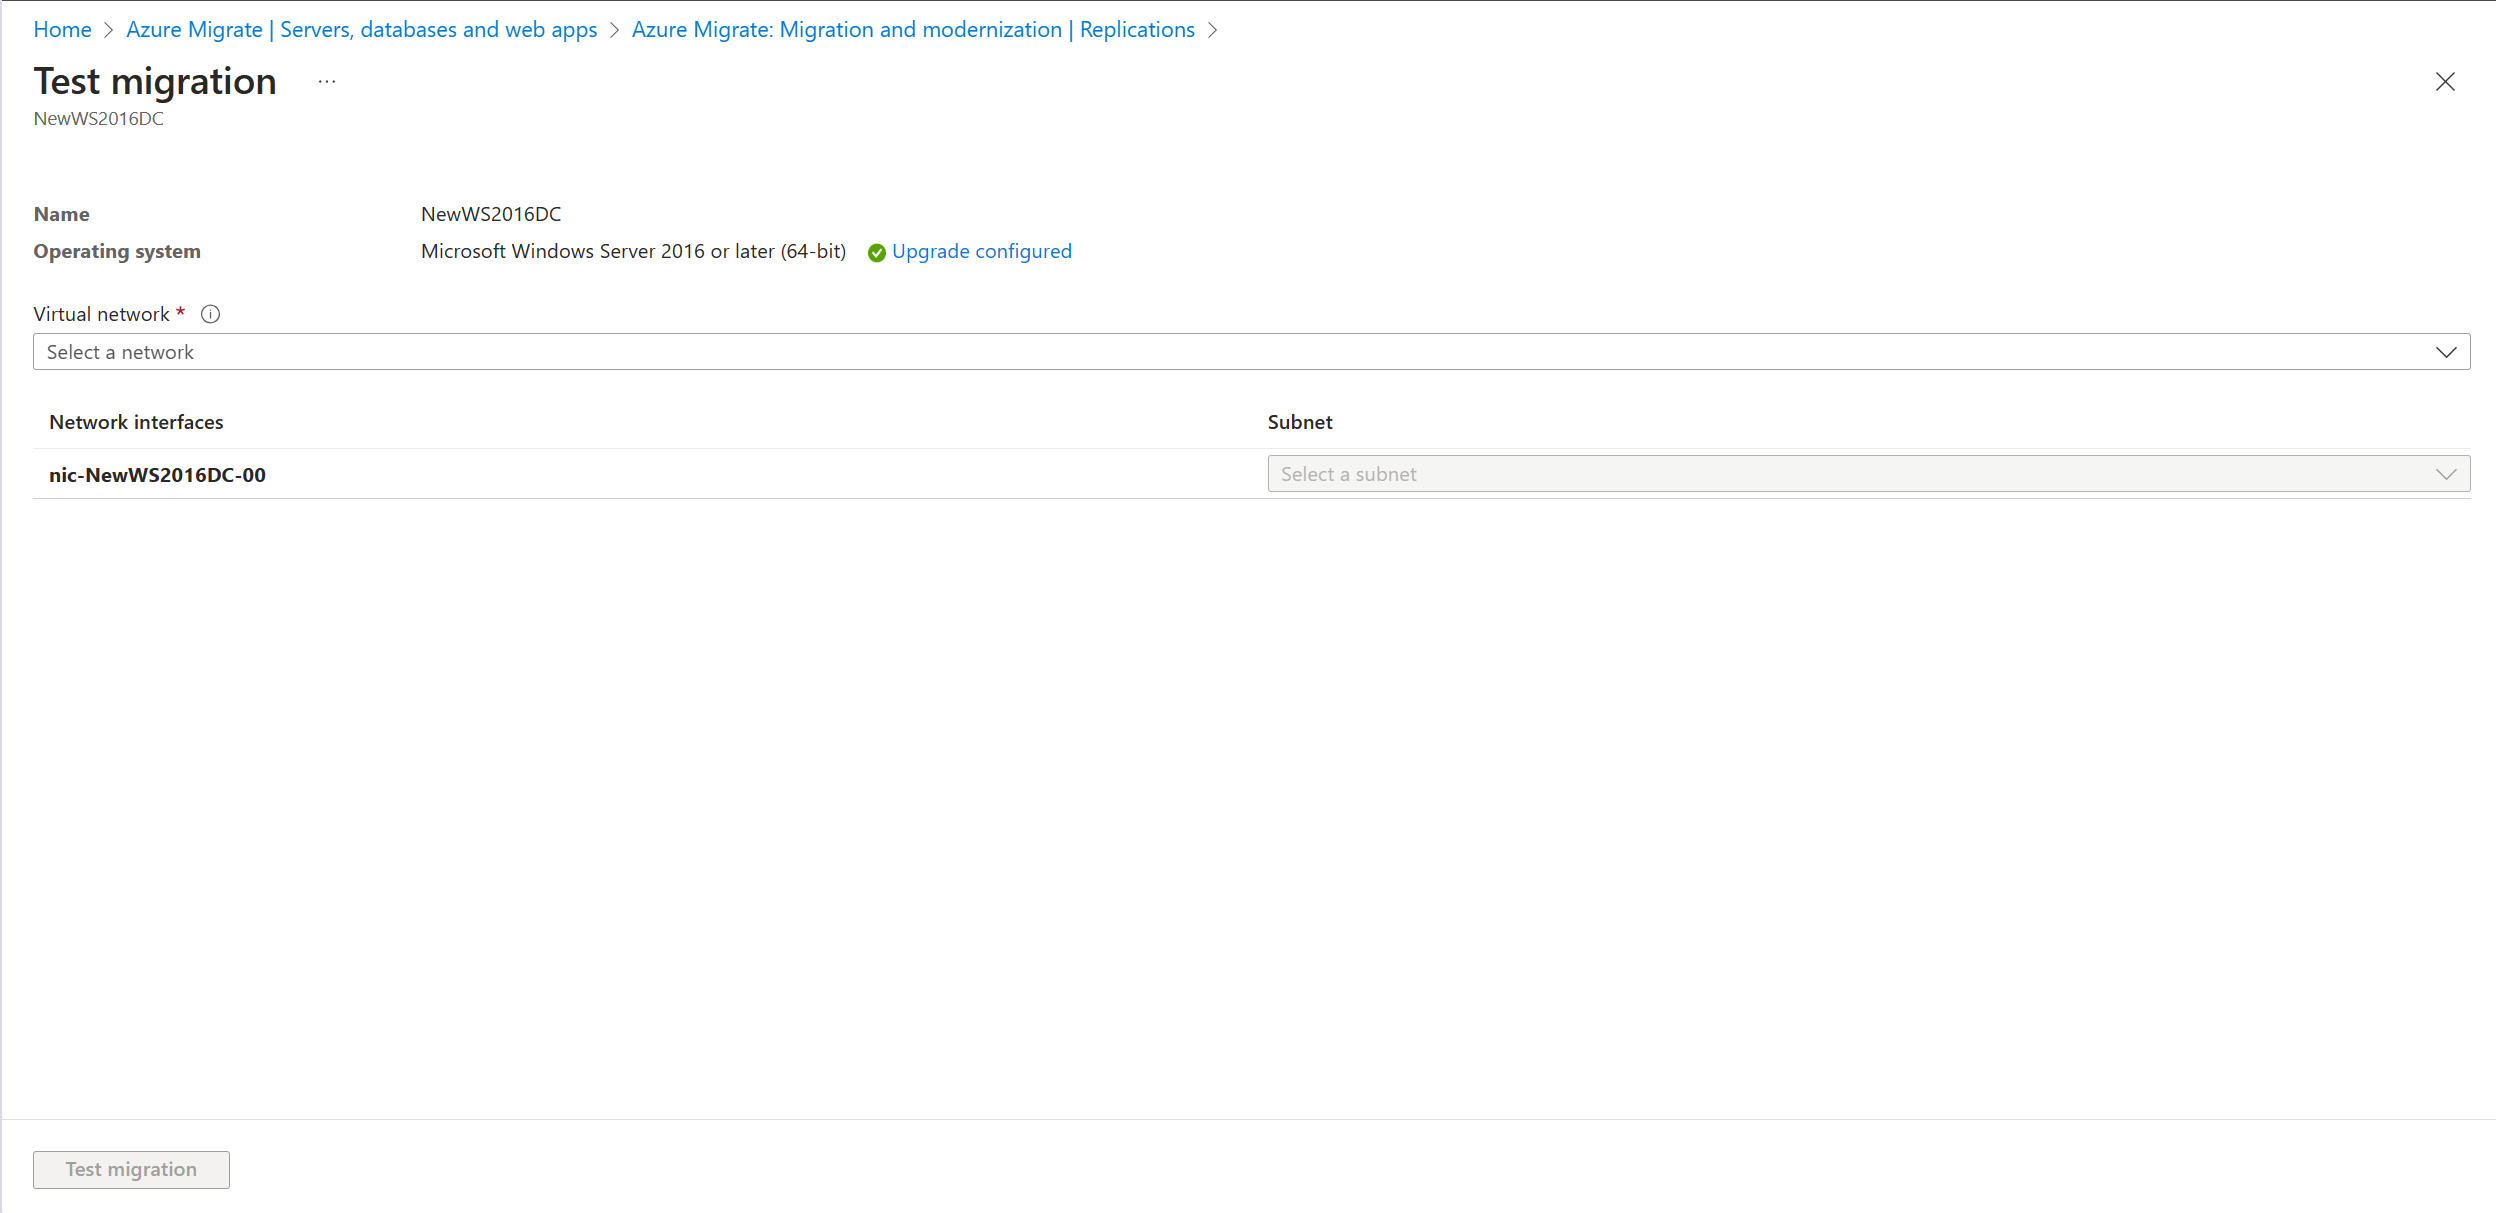 Home > Azure Migrate | Servers, databases and web apps > Azure Migrate: Migration and modernization | Replications >
Test migration ...
NewWS2016DC
Name NewWS2016DC
Operating system Microsoft Windows Server 2016 or later (64-bit) Upgrade configured
Virtual network *
Select a network
Network interfaces Subnet
nic-NewWS2016DC-00 Select a subnet
Test migration